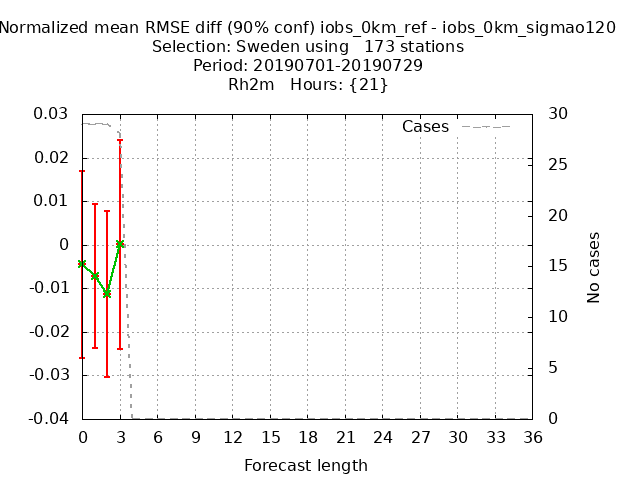 Normalized mean RMSE diff (90% conf) iobs_0km_ref - iobs_0km_sigmao120
Selection: Sweden using 173 stations
Period: 20190701-20190729
Rh2m Hours: {21}
Cases
0.03
0.02
0.01
0
-0.01
-0.02
-0.03
-0.04
30
25
20
15
10
5
0
No cases
0 3 6 9 12 15 18 21 24 27 30 33 36
Forecast length